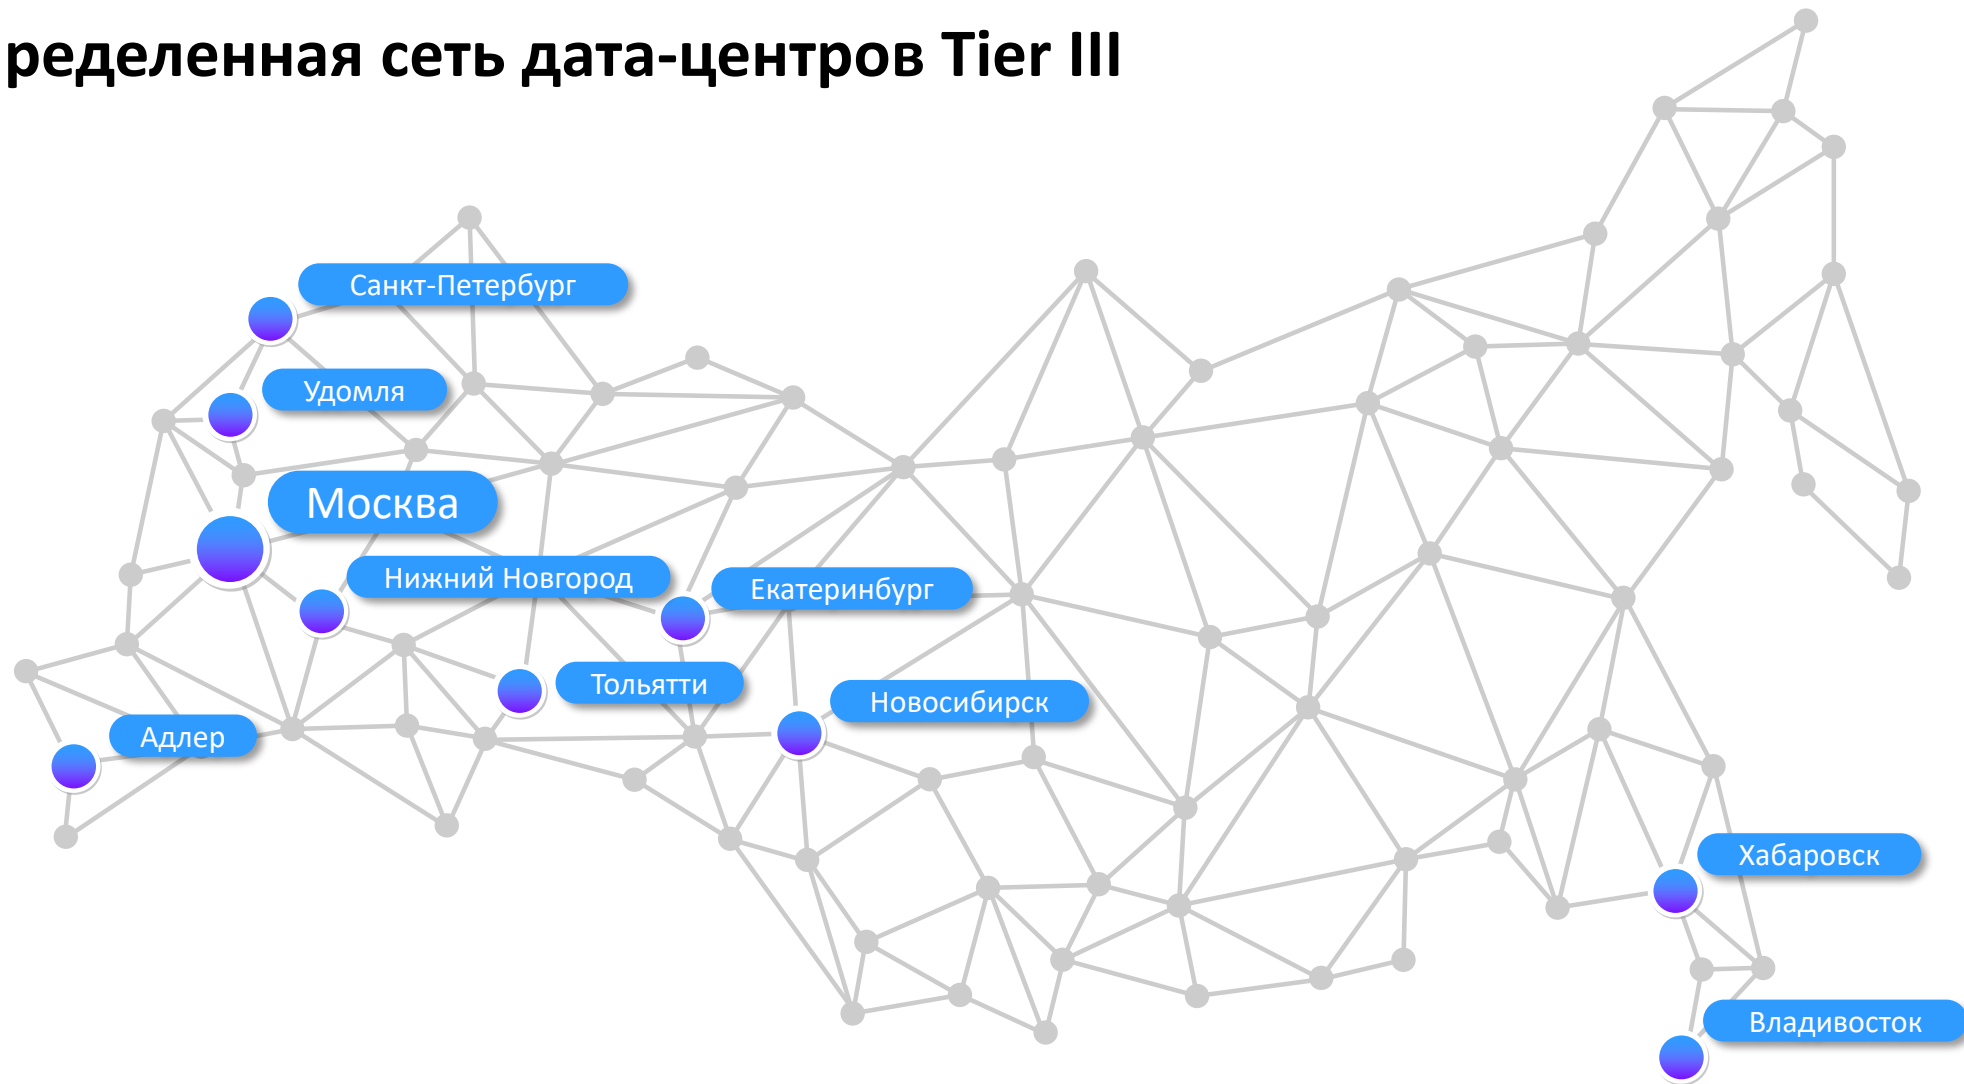 ределенная сеть дата-центров Tier III
Санкт-Петербург
Удомля
Москва
Нижний Новгород
Екатеринбург
Тольятти
Новосибирск
Адлер
Хабаровск
Владивосток